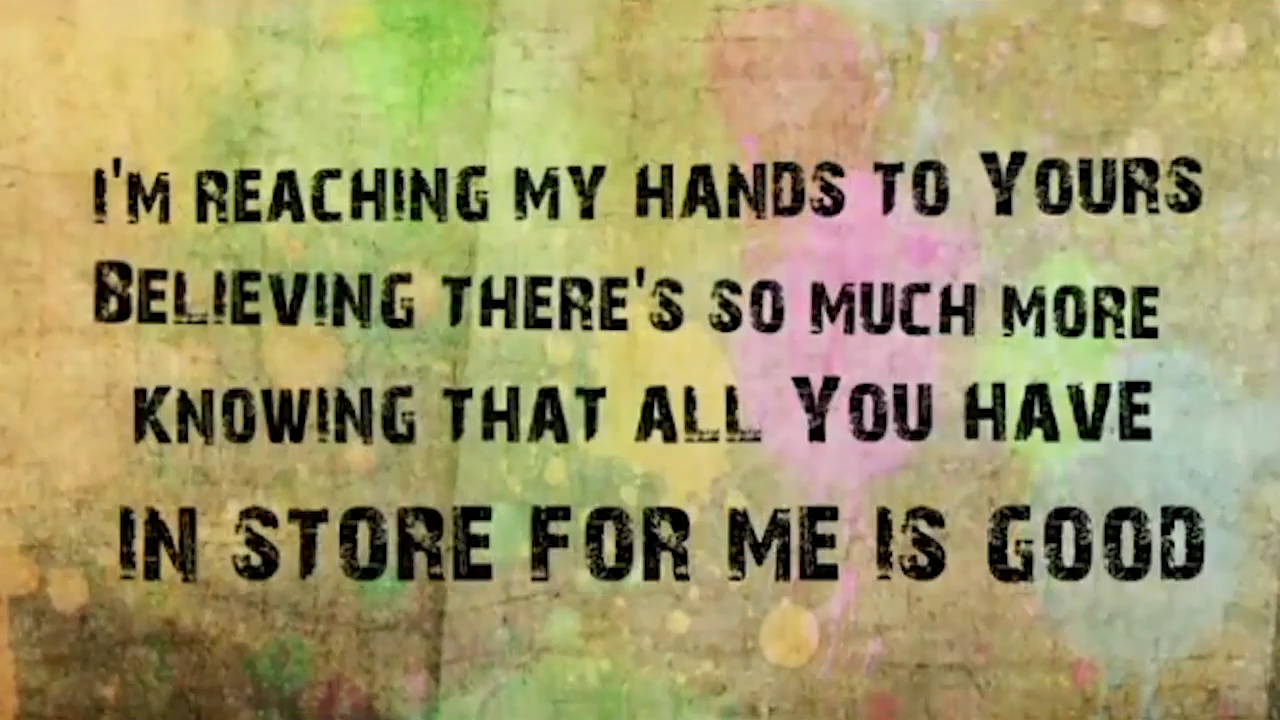 I'M REACHING MY HANDS TO YOURS
BELIEVING THERE'S SO MUCH MORE
KNOWING THAT ALL YOU HAVE
IN STORE FOR ME IS GOOD